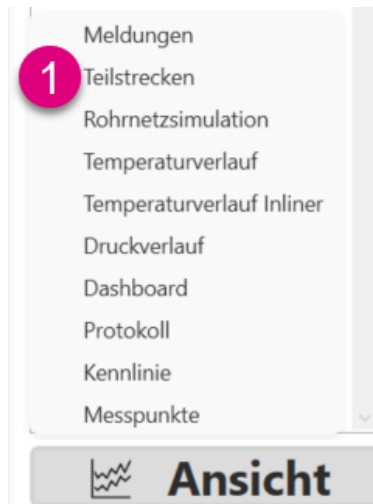 Meldungen
1 Teilstrecken
Rohrnetzsimulation
Temperaturverlauf
Temperaturverlauf Inliner
Druckverlauf
Dashboard
Protokoll
Kennlinie
Messpunkte
Ansicht